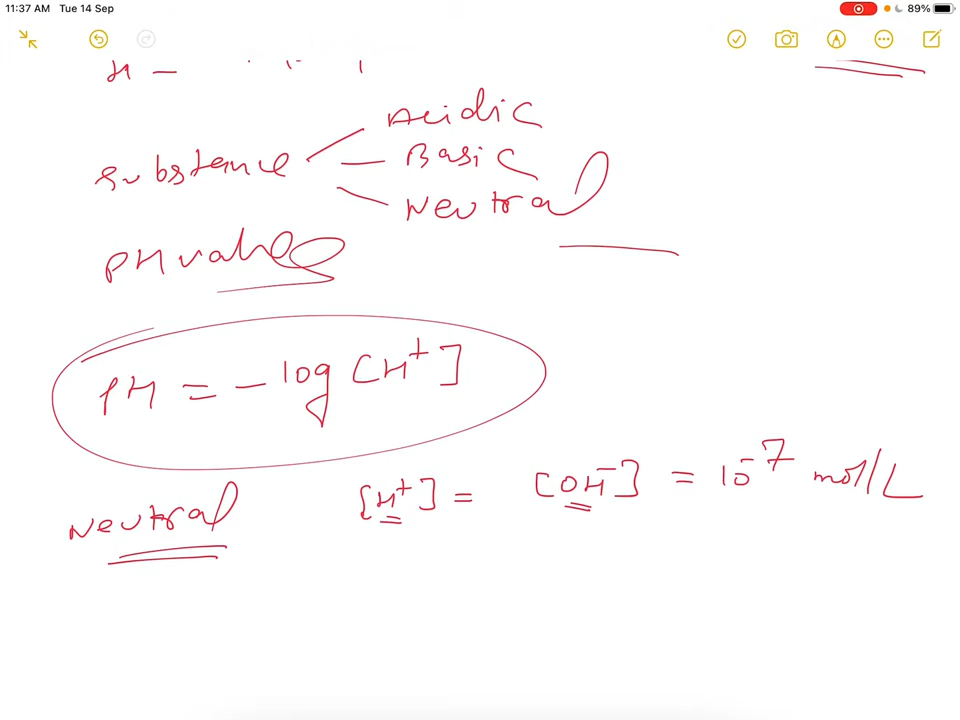 11:37 AM Tue 14 Sep 89%
Substance
Acidic
Basic
Neutral
PH value
PH = - log [H+]
Neutral [H+] = [OH-] = 10-7 mol/L